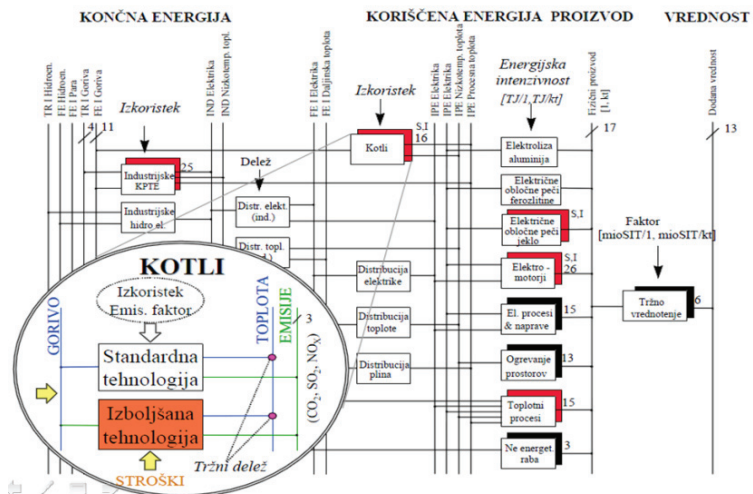 KONČNA ENERGIJA
KORIŠČENA ENERGIJA
PROIZVOD
VREDNOST
TR I Hidroen.
FE Hidroen.
FE I Para
TR I Goriva
FE I Goriva
IND Elektrika
IND Nizkotemp. topl.
FE I Elektrika
FE I Daljinska toplota
IPE Elektrika
IPE Elektrika
IPE Nizkotemp. toplota
IPE Procesna toplota
Fizični proizvod
[1, kt]
Dodana vrednost
4
11
17
13
Izkoristek
Izkoristek
Energijska
intenzivnost
[TJ/1,TJ/kt]
Industrijske
KPTE
25
Industrijske
hidro el.
Delež
Distr. elekt.
(ind.)
Distr. topl.
Kotli
S,I
16
Distribucija
elektrike
Distribucija
toplote
Distribucija
plina
Elektroliza
aluminija
Električne
obločne peči
ferozlitine
Električne
obločne peči
jeklo
S,I
Elektro -
motorji
S,I
26
El. procesi
& naprave
15
Ogrevanje
prostorov
13
Toplotni
procesi
15
Ne energet.
raba
3
Faktor
[mioSIT/1, mioSIT/kt]
Tržno
vrednotenje
6
KOTLI
Izkoristek
Emis. faktor
GORIVO
TOPLOTA
EMISIJE
3
(CO2, SO2, NOX)
Standardna
tehnologija
Izboljšana
tehnologija
Tržni delež
STROŠKI